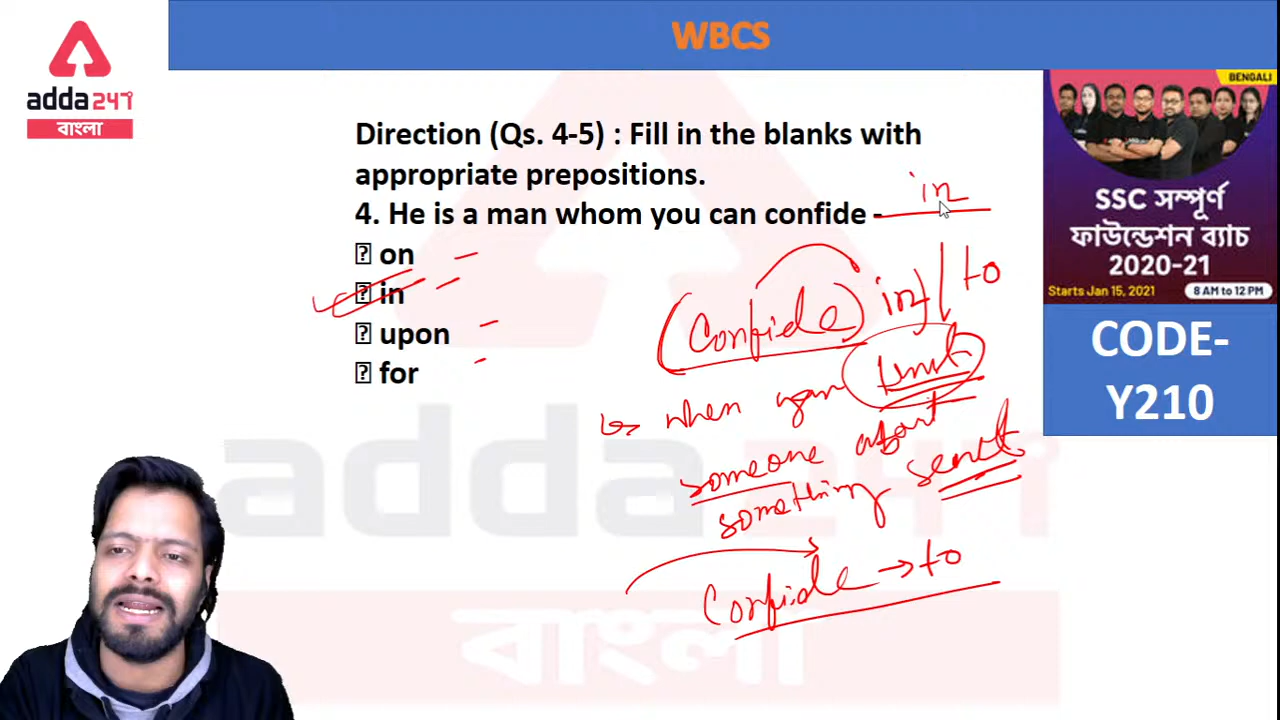 WBCS
adda247
বাংলা
Direction (Qs. 4-5) : Fill in the blanks with
appropriate prepositions.
4. He is a man whom you can confide -
in
on
in
upon
for
(Confide) in / to
when you trust
someone about
something secret
Confide → to
BENGALI
SSC সম্পূর্ণ
ফাউন্ডেশন ব্যাচ
2020-21
Starts Jan 15, 2021 8 AM to 12 PM
CODE-
Y210
adda247
বাংলা